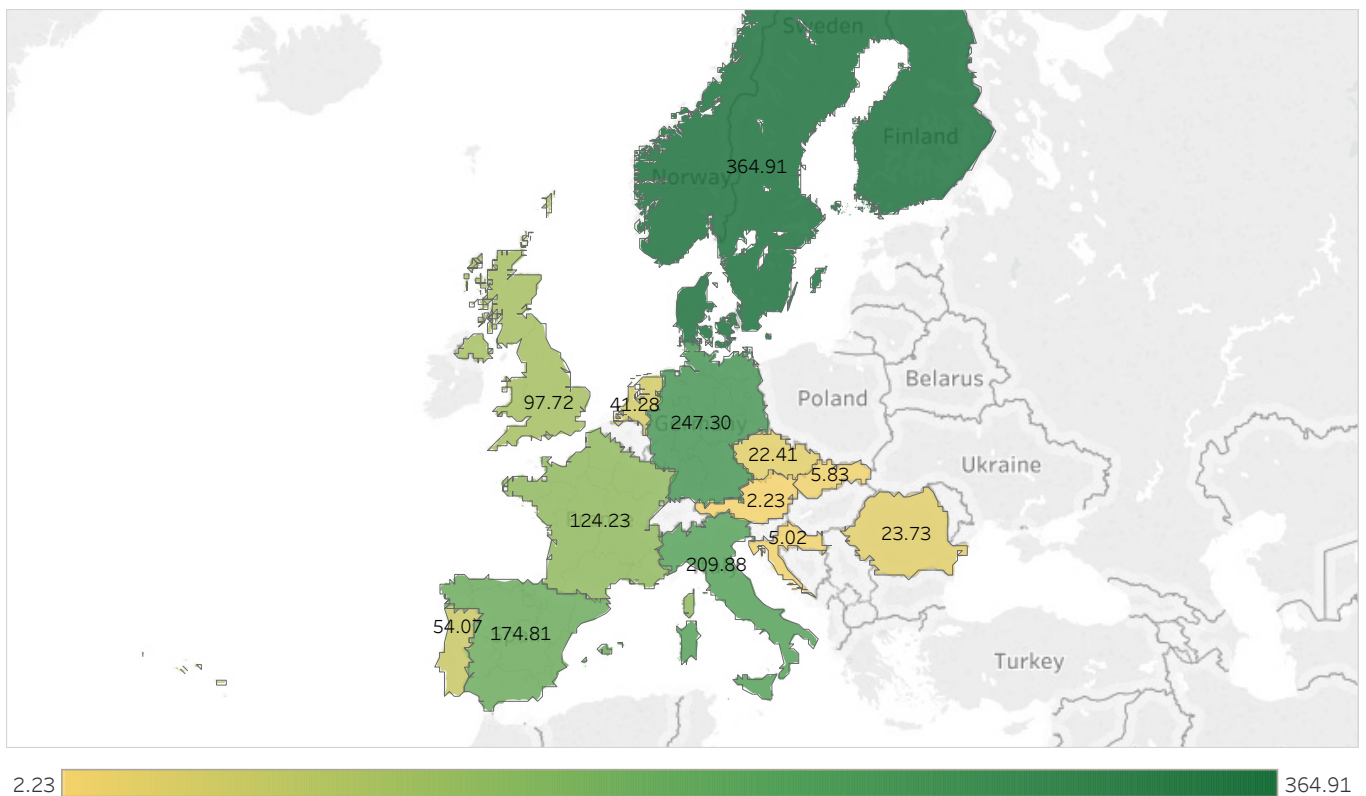 Sweden
Finland
Norway
364.91
Poland
Belarus
97.72
41.28
247.30
22.41
5.83
Ukraine
2.23
124.23
5.02
23.73
209.88
54.07
174.81
Turkey
2.23
364.91